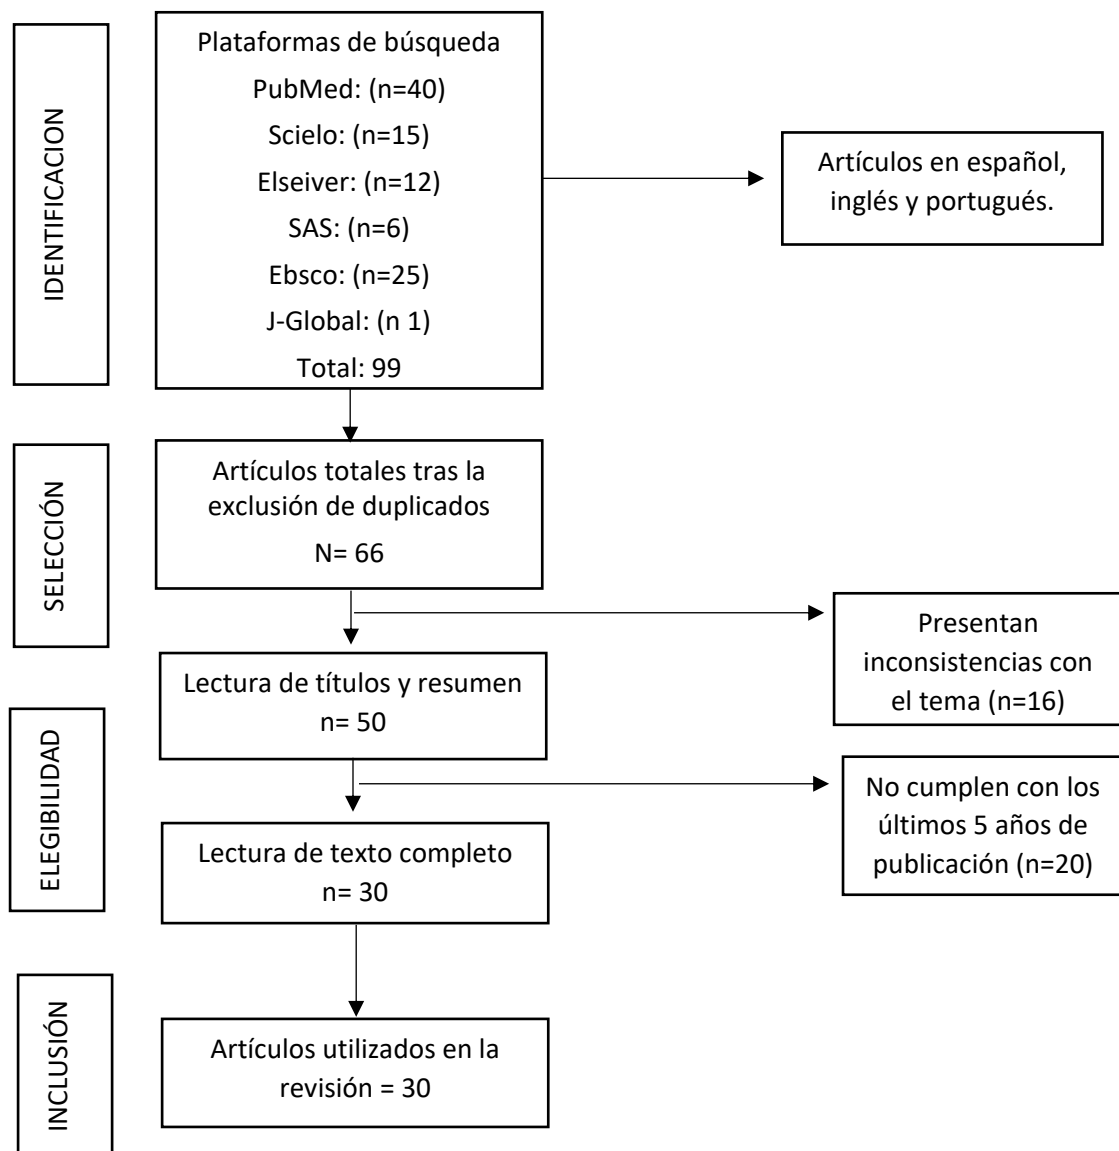 IDENTIFICACION
Plataformas de búsqueda
PubMed: (n=40)
Scielo: (n=15)
Elseiver: (n=12)
SAS: (n=6)
Ebsco: (n=25)
J-Global: (n 1)
Total: 99
Artículos en español,
inglés y portugués.
SELECCIÓN
Artículos totales tras la
exclusión de duplicados
N= 66
Presentan
inconsistencias con
el tema (n=16)
Lectura de títulos y resumen
n= 50
ELEGIBILIDAD
No cumplen con los
últimos 5 años de
publicación (n=20)
Lectura de texto completo
n= 30
INCLUSIÓN
Artículos utilizados en la
revisión = 30